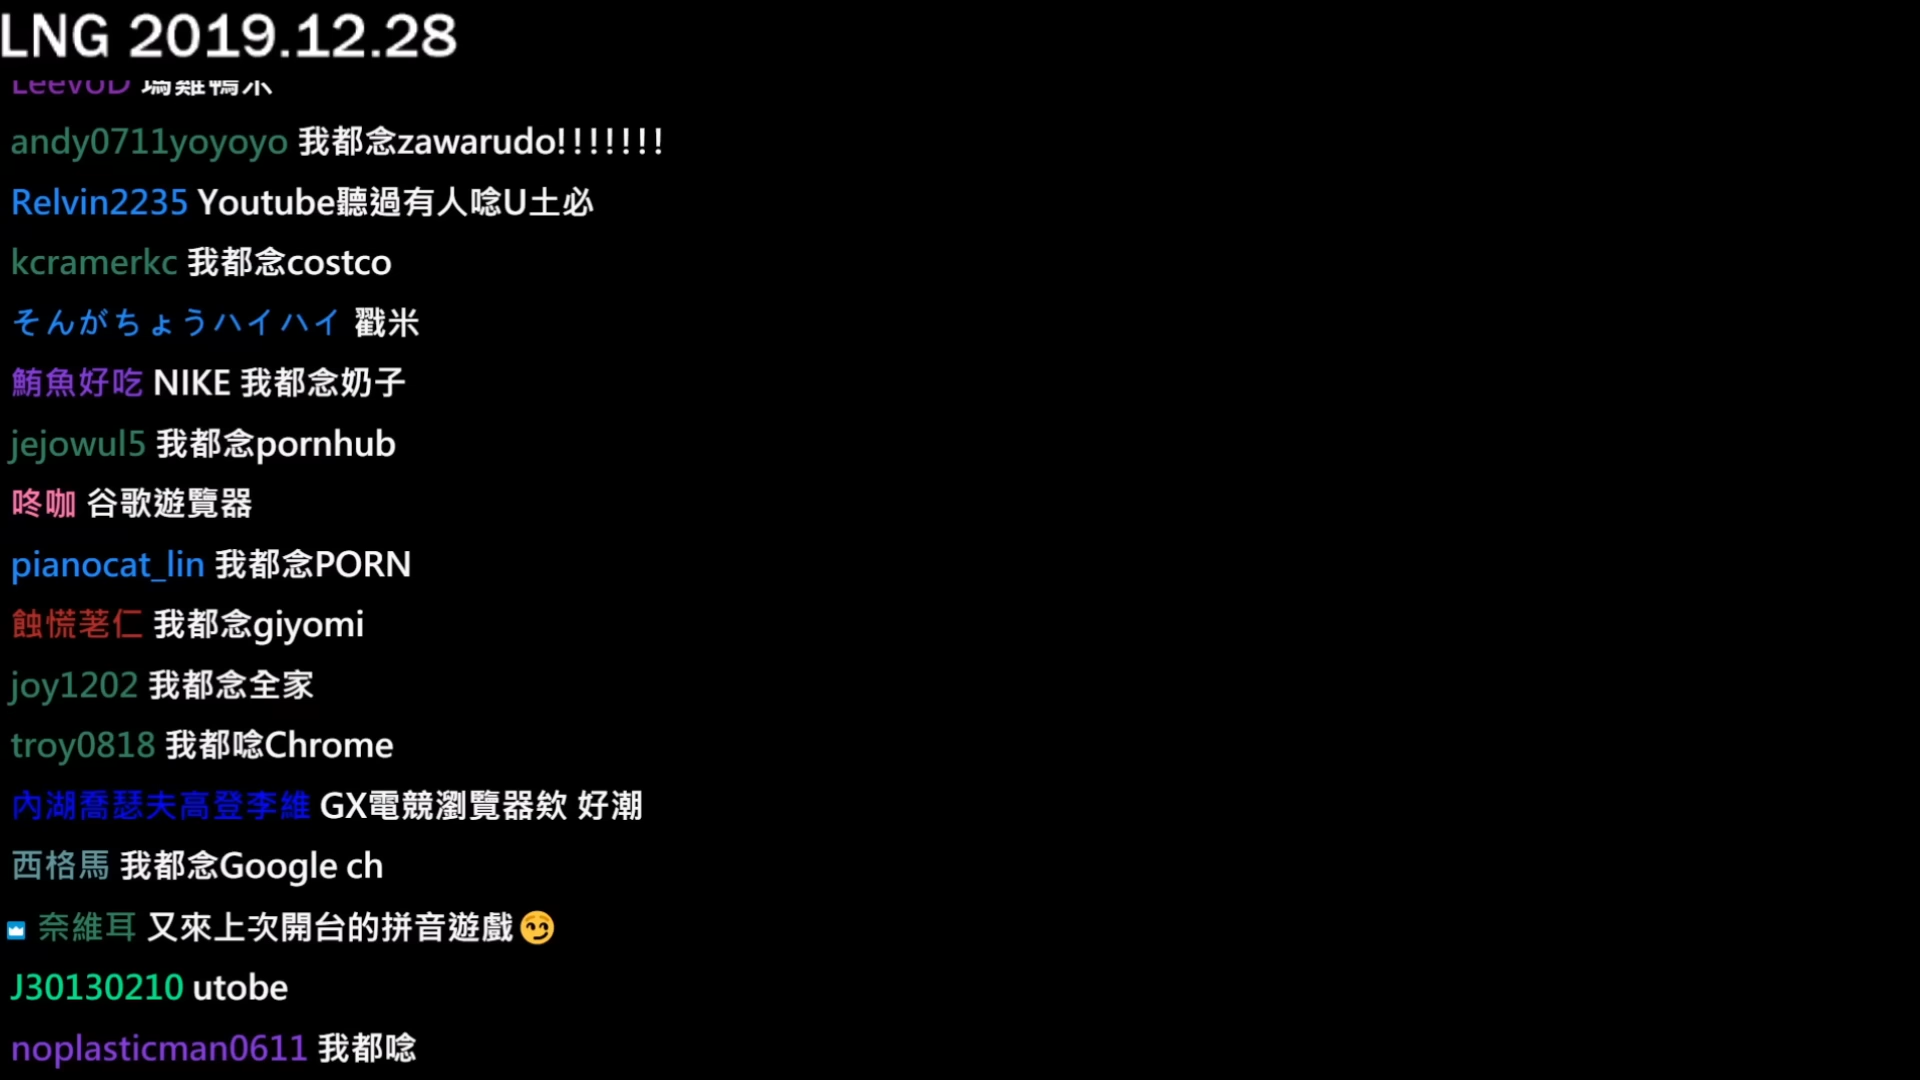 LNG 2019.12.28
LeevoD 瑪雞鴨ㄨ
andy0711yoyoyo 我都念zawarudo!!!!!!!
Relvin2235 Youtube聽過有人唸U土必
kcramerkc 我都念costco
そんがちょうハイハイ 戳米
鮪魚好吃 NIKE 我都念奶子
jejowul5 我都念pornhub
咚咖 谷歌遊覽器
pianocat_lin 我都念PORN
蝕慌荖仁 我都念giyomi
joy1202 我都念全家
troy0818 我都唸Chrome
內湖喬瑟夫高登李維 GX電競瀏覽器欸 好潮
西格馬 我都念Google ch
奈維耳 又來上次開台的拼音遊戲😏
J30130210 utobe
noplasticman0611 我都唸